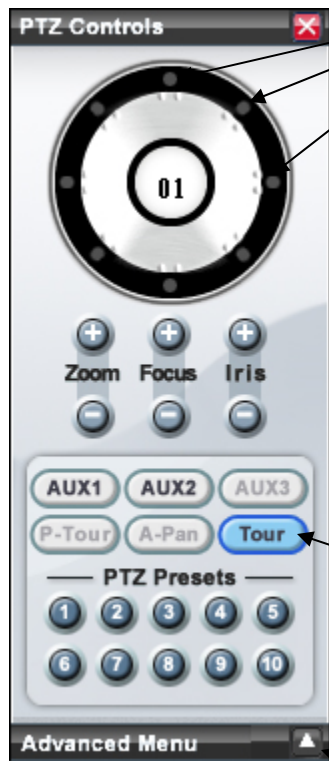 PTZ Controls
01
Zoom Focus Iris
AUX1 AUX2 AUX3
P-Tour A-Pan Tour
PTZ Presets
1 2 3 4 5
6 7 8 9 10
Advanced Menu